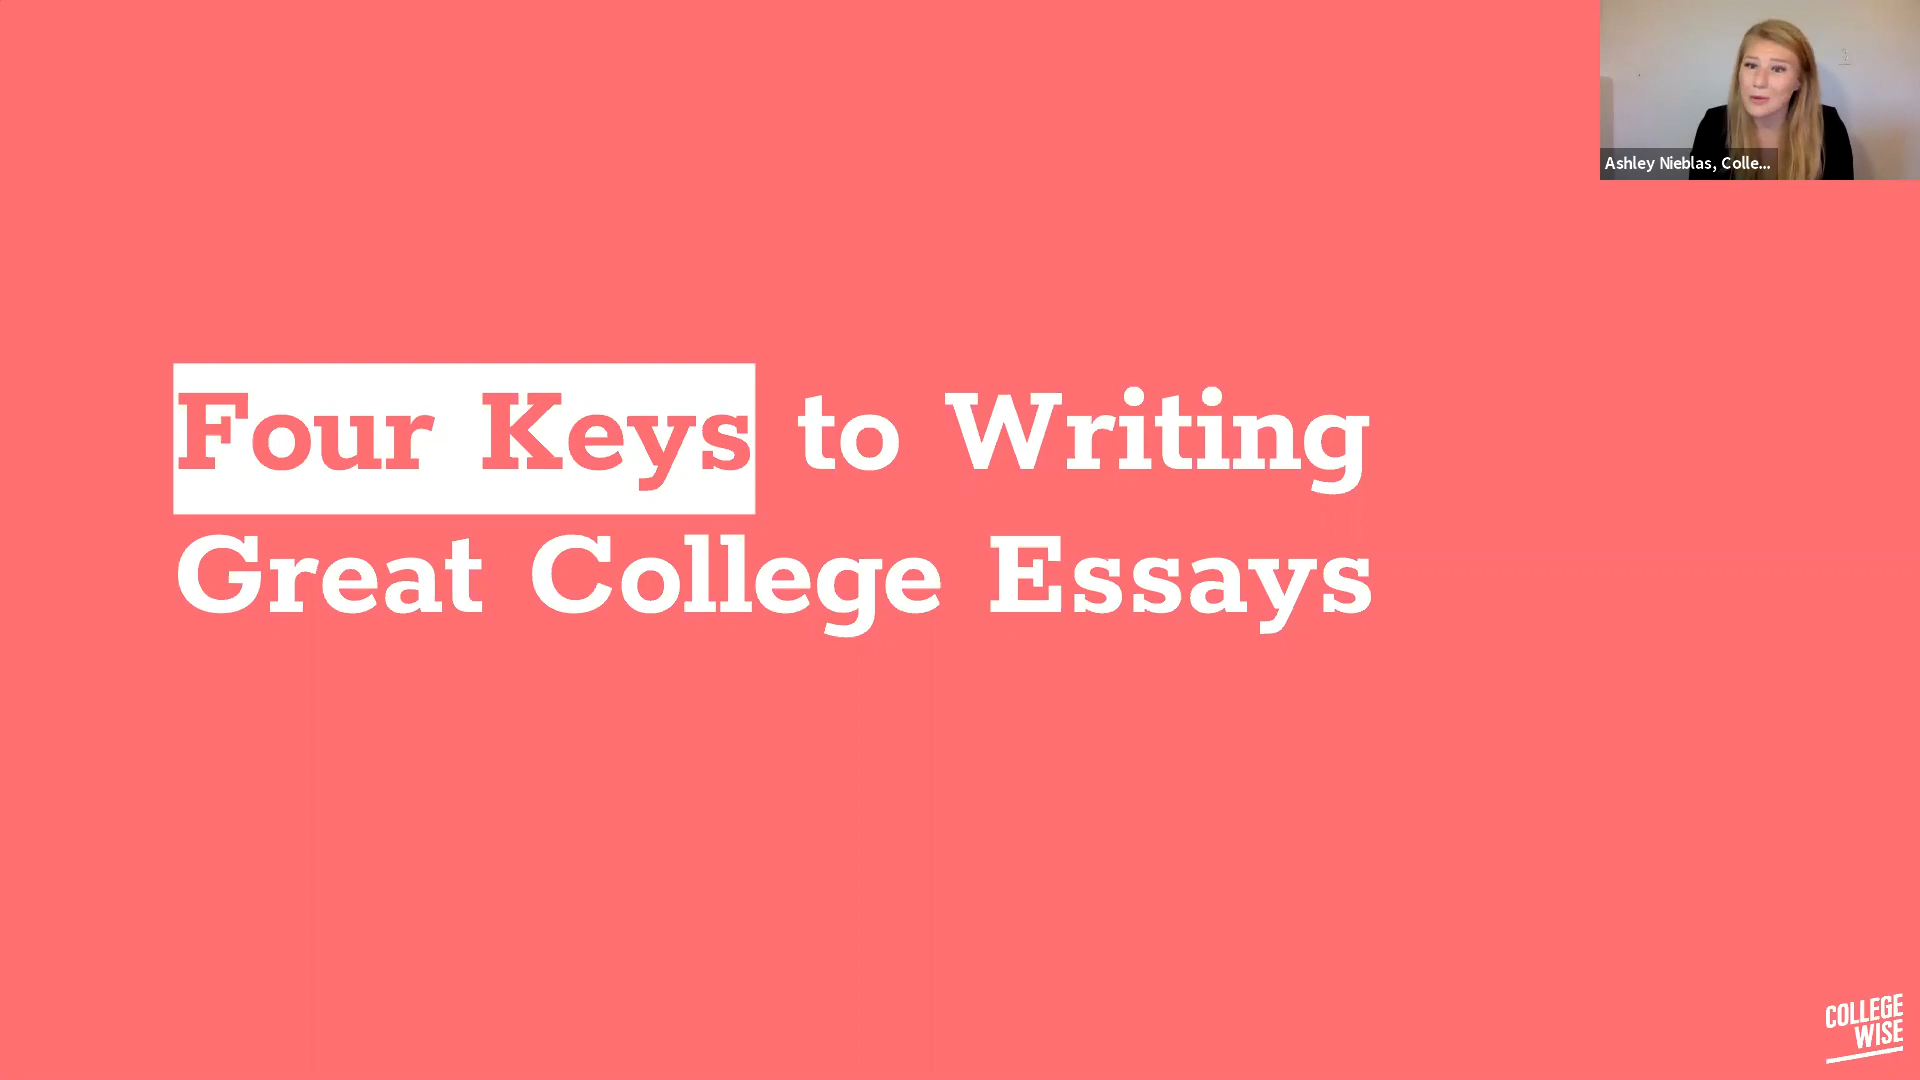 Ashley Nieblas, Colle...
Four Keys to Writing
Great College Essays
COLLEGE
WISE